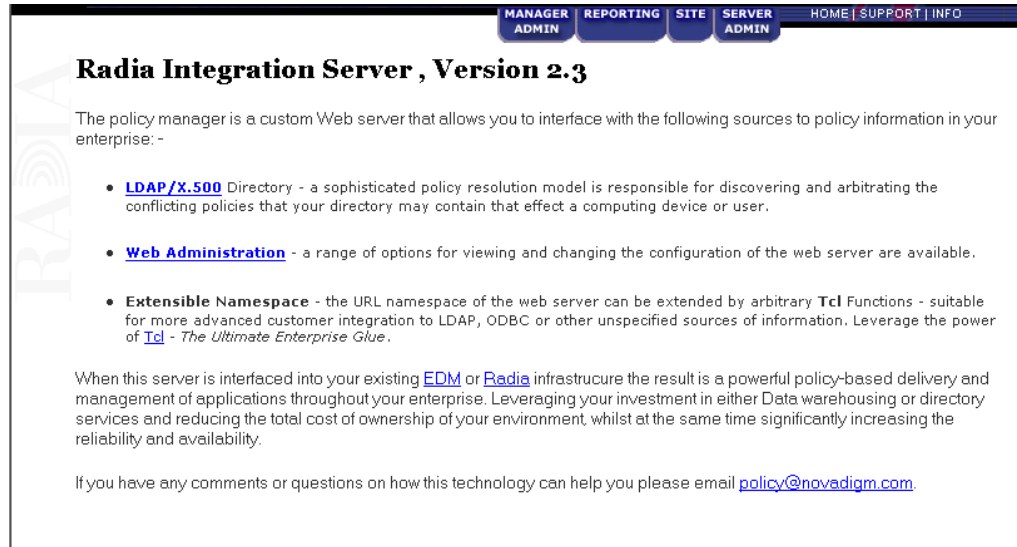 MANAGER ADMIN REPORTING SITE SERVER ADMIN HOME | SUPPORT | INFO
RADIA
Radia Integration Server , Version 2.3
The policy manager is a custom Web server that allows you to interface with the following sources to policy information in your
enterprise: -
• LDAP/X.500 Directory - a sophisticated policy resolution model is responsible for discovering and arbitrating the
conflicting policies that your directory may contain that effect a computing device or user.
• Web Administration - a range of options for viewing and changing the configuration of the web server are available.
• Extensible Namespace - the URL namespace of the web server can be extended by arbitrary Tcl Functions - suitable
for more advanced customer integration to LDAP, ODBC or other unspecified sources of information. Leverage the power
of Tcl - The Ultimate Enterprise Glue.
When this server is interfaced into your existing EDM or Radia infrastrucure the result is a powerful policy-based delivery and
management of applications throughout your enterprise. Leveraging your investment in either Data warehousing or directory
services and reducing the total cost of ownership of your environment, whilst at the same time significantly increasing the
reliability and availability.
If you have any comments or questions on how this technology can help you please email policy@novadigm.com.